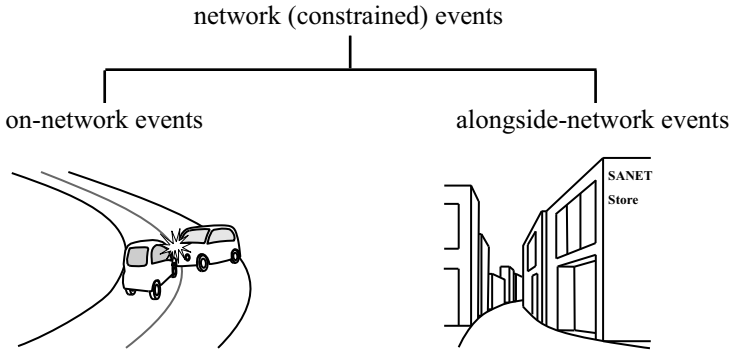 network (constrained) events
on-network events
alongside-network events
SANET
Store